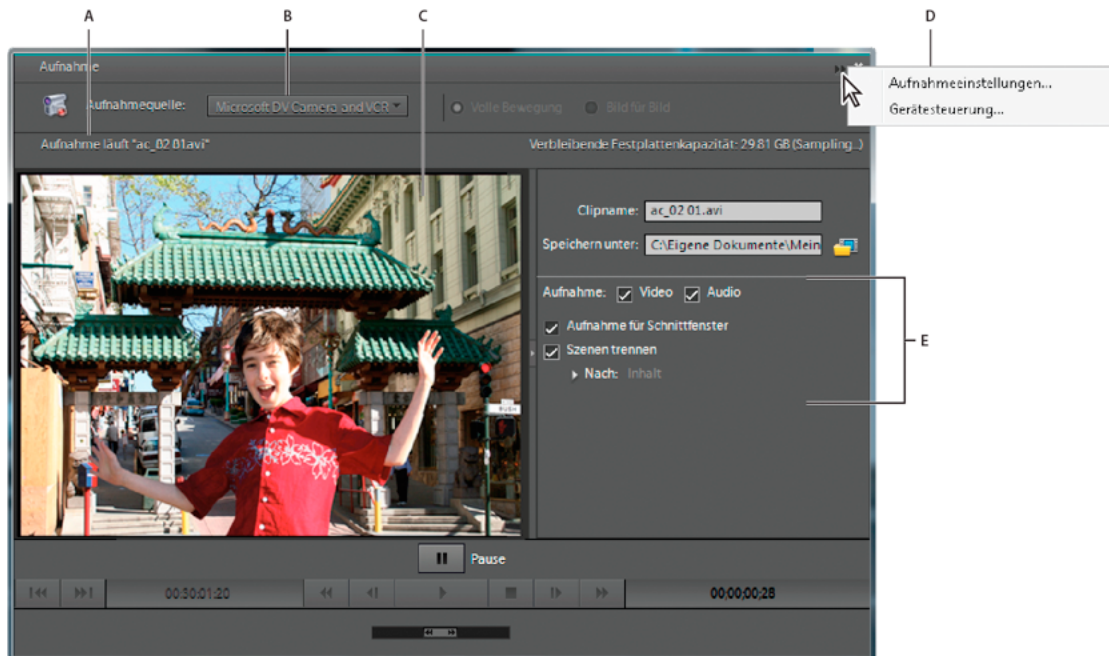 A
B
C
D
Aufnahme
Aufnahmeeinstellungen...
Gerätesteuerung...
Aufnahmequelle:
Microsoft DV Camera and VCR
Volle Bewegung
Bild für Bild
Aufnahme läuft "ac_02 01avi"
Verbleibende Festplattenkapazität: 29.81 GB (Sampling..)
Clipname:
ac_02 01.avi
Speichern unter:
C:\Eigene Dokumente\Mein
Aufnahme:
Video
Audio
Aufnahme für Schnittfenster
Szenen trennen
Nach: Inhalt
E
BUSH
Pause
00;30;01;20
00;00;00;28